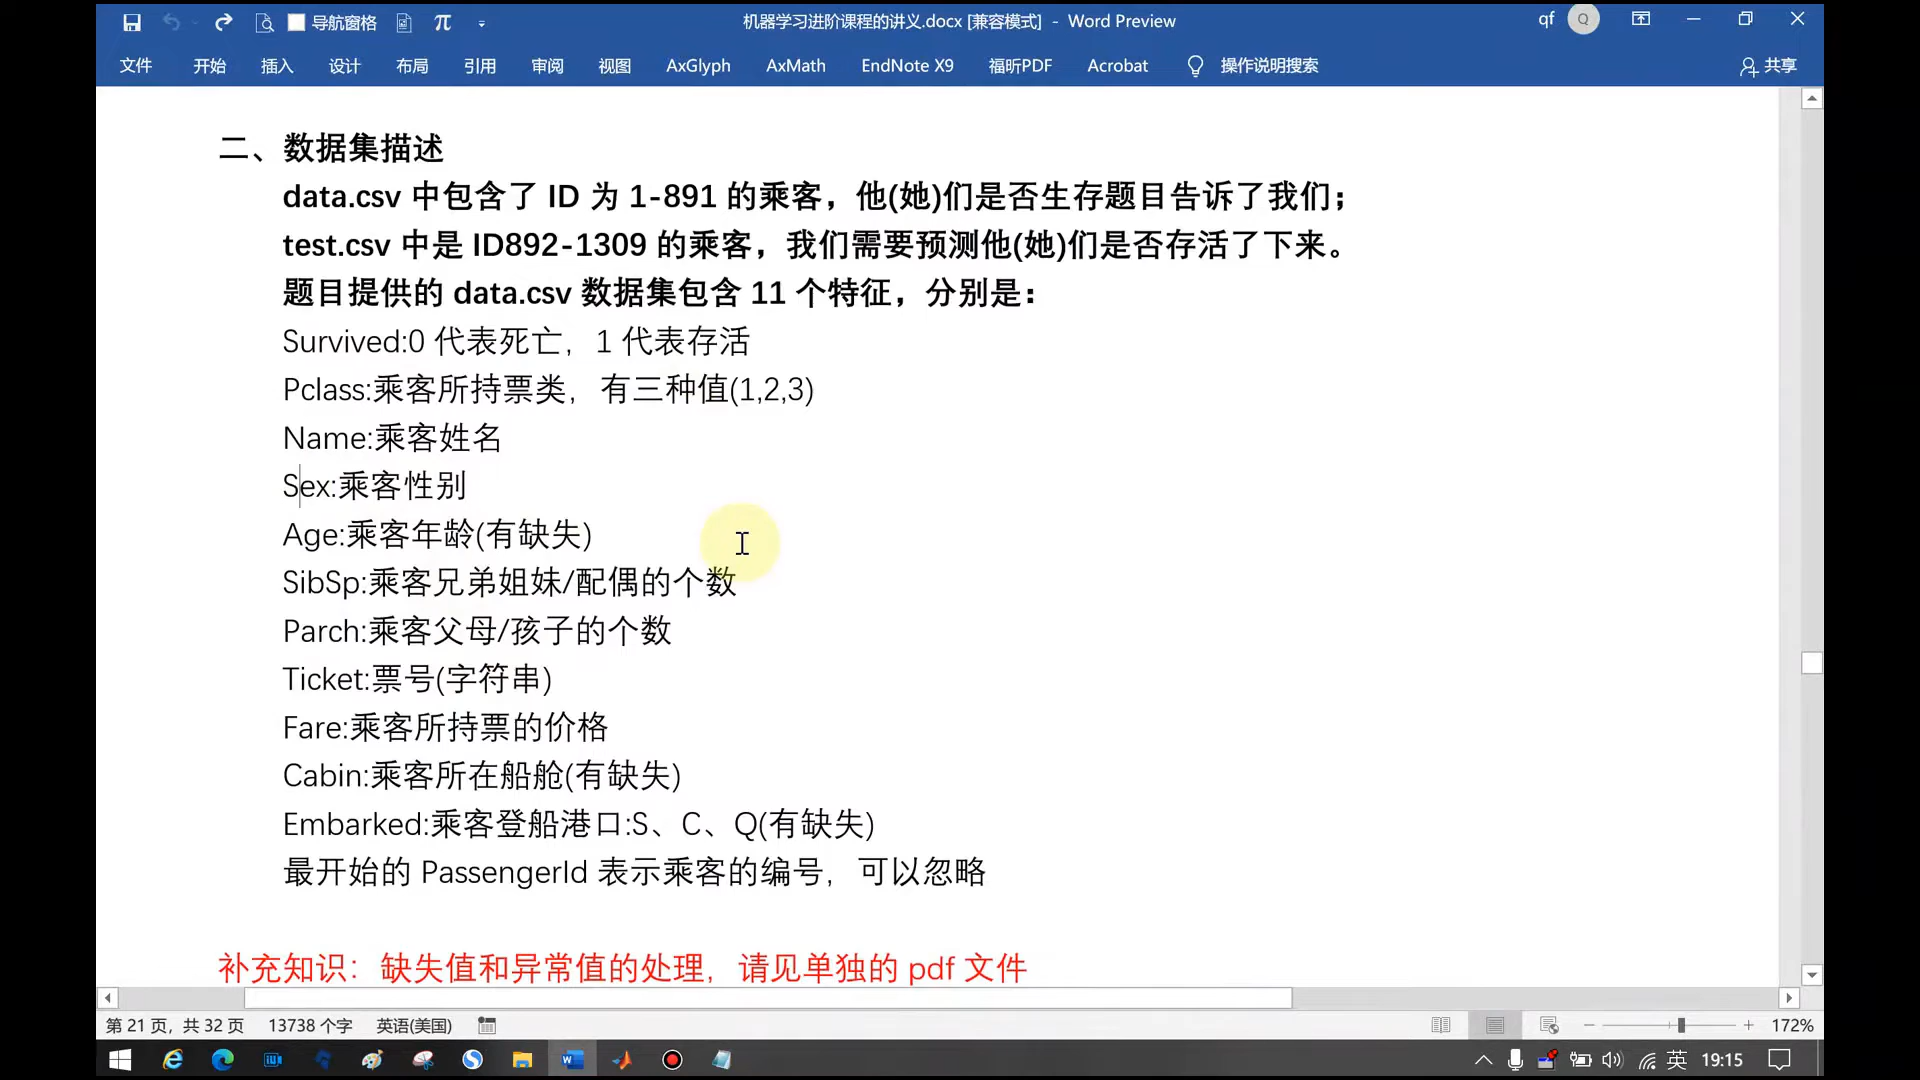 导航窗格
机器学习进阶课程的讲义.docx [兼容模式] - Word Preview
qf
Q
文件 开始 插入 设计 布局 引用 审阅 视图 AxGlyph AxMath EndNote X9 福昕PDF Acrobat 操作说明搜索 共享
二、数据集描述
data.csv 中包含了 ID 为 1-891 的乘客，他(她)们是否生存题目告诉了我们；
test.csv 中是 ID892-1309 的乘客，我们需要预测他(她)们是否存活了下来。
题目提供的 data.csv 数据集包含 11 个特征，分别是：
Survived:0 代表死亡，1 代表存活
Pclass:乘客所持票类，有三种值(1,2,3)
Name:乘客姓名
Sex:乘客性别
Age:乘客年龄(有缺失)
SibSp:乘客兄弟姐妹/配偶的个数
Parch:乘客父母/孩子的个数
Ticket:票号(字符串)
Fare:乘客所持票的价格
Cabin:乘客所在船舱(有缺失)
Embarked:乘客登船港口:S、C、Q(有缺失)
最开始的 PassengerId 表示乘客的编号，可以忽略
补充知识：缺失值和异常值的处理，请见单独的 pdf 文件
第 21 页，共 32 页 13738 个字 英语(美国) 172%
英 19:15